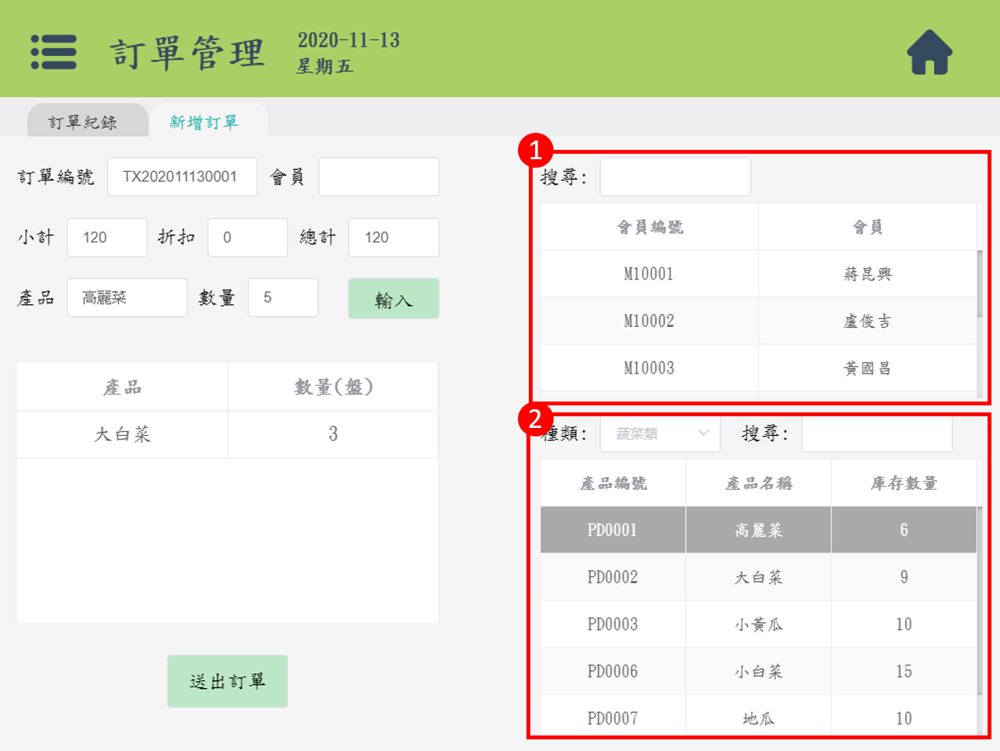 訂單管理
2020-11-13
星期五
訂單紀錄 新增訂單
訂單編號 TX202011130001 會員
小計 120 折扣 0 總計 120
產品 高麗菜 數量 5 輸入
產品 數量(盤)
大白菜 3
送出訂單
1
搜尋:
會員編號 會員
M10001 蔣昆興
M10002 盧俊吉
M10003 黃國昌
2
種類: 蔬菜類 搜尋:
產品編號 產品名稱 庫存數量
PD0001 高麗菜 6
PD0002 大白菜 9
PD0003 小黃瓜 10
PD0006 小白菜 15
PD0007 地瓜 10